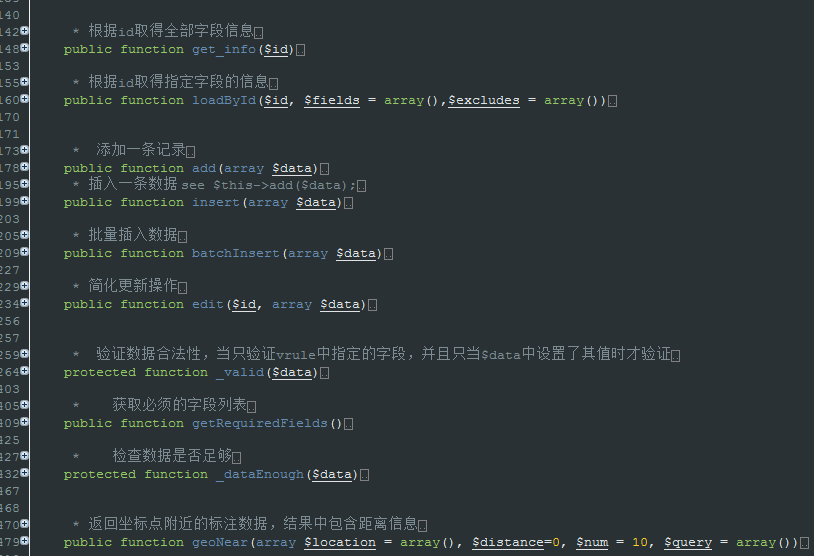 140
142 * 根据id取得全部字段信息
148 public function get_info($id)
153
155 * 根据id取得指定字段的信息
160 public function loadById($id, $fields = array(),$excludes = array())
170
171
173 * 添加一条记录
178 public function add(array $data)
195 * 插入一条数据 see $this->add($data);
199 public function insert(array $data)
203
205 * 批量插入数据
209 public function batchInsert(array $data)
227
229 * 简化更新操作
234 public function edit($id, array $data)
256
257
259 * 验证数据合法性，当只验证vrule中指定的字段，并且只当$data中设置了其值时才验证
264 protected function _valid($data)
403
405 * 获取必须的字段列表
409 public function getRequiredFields()
425
427 * 检查数据是否足够
432 protected function _dataEnough($data)
467
468
470 * 返回坐标点附近的标注数据，结果中包含距离信息
479 public function geoNear(array $location = array(), $distance=0, $num = 10, $query = array())